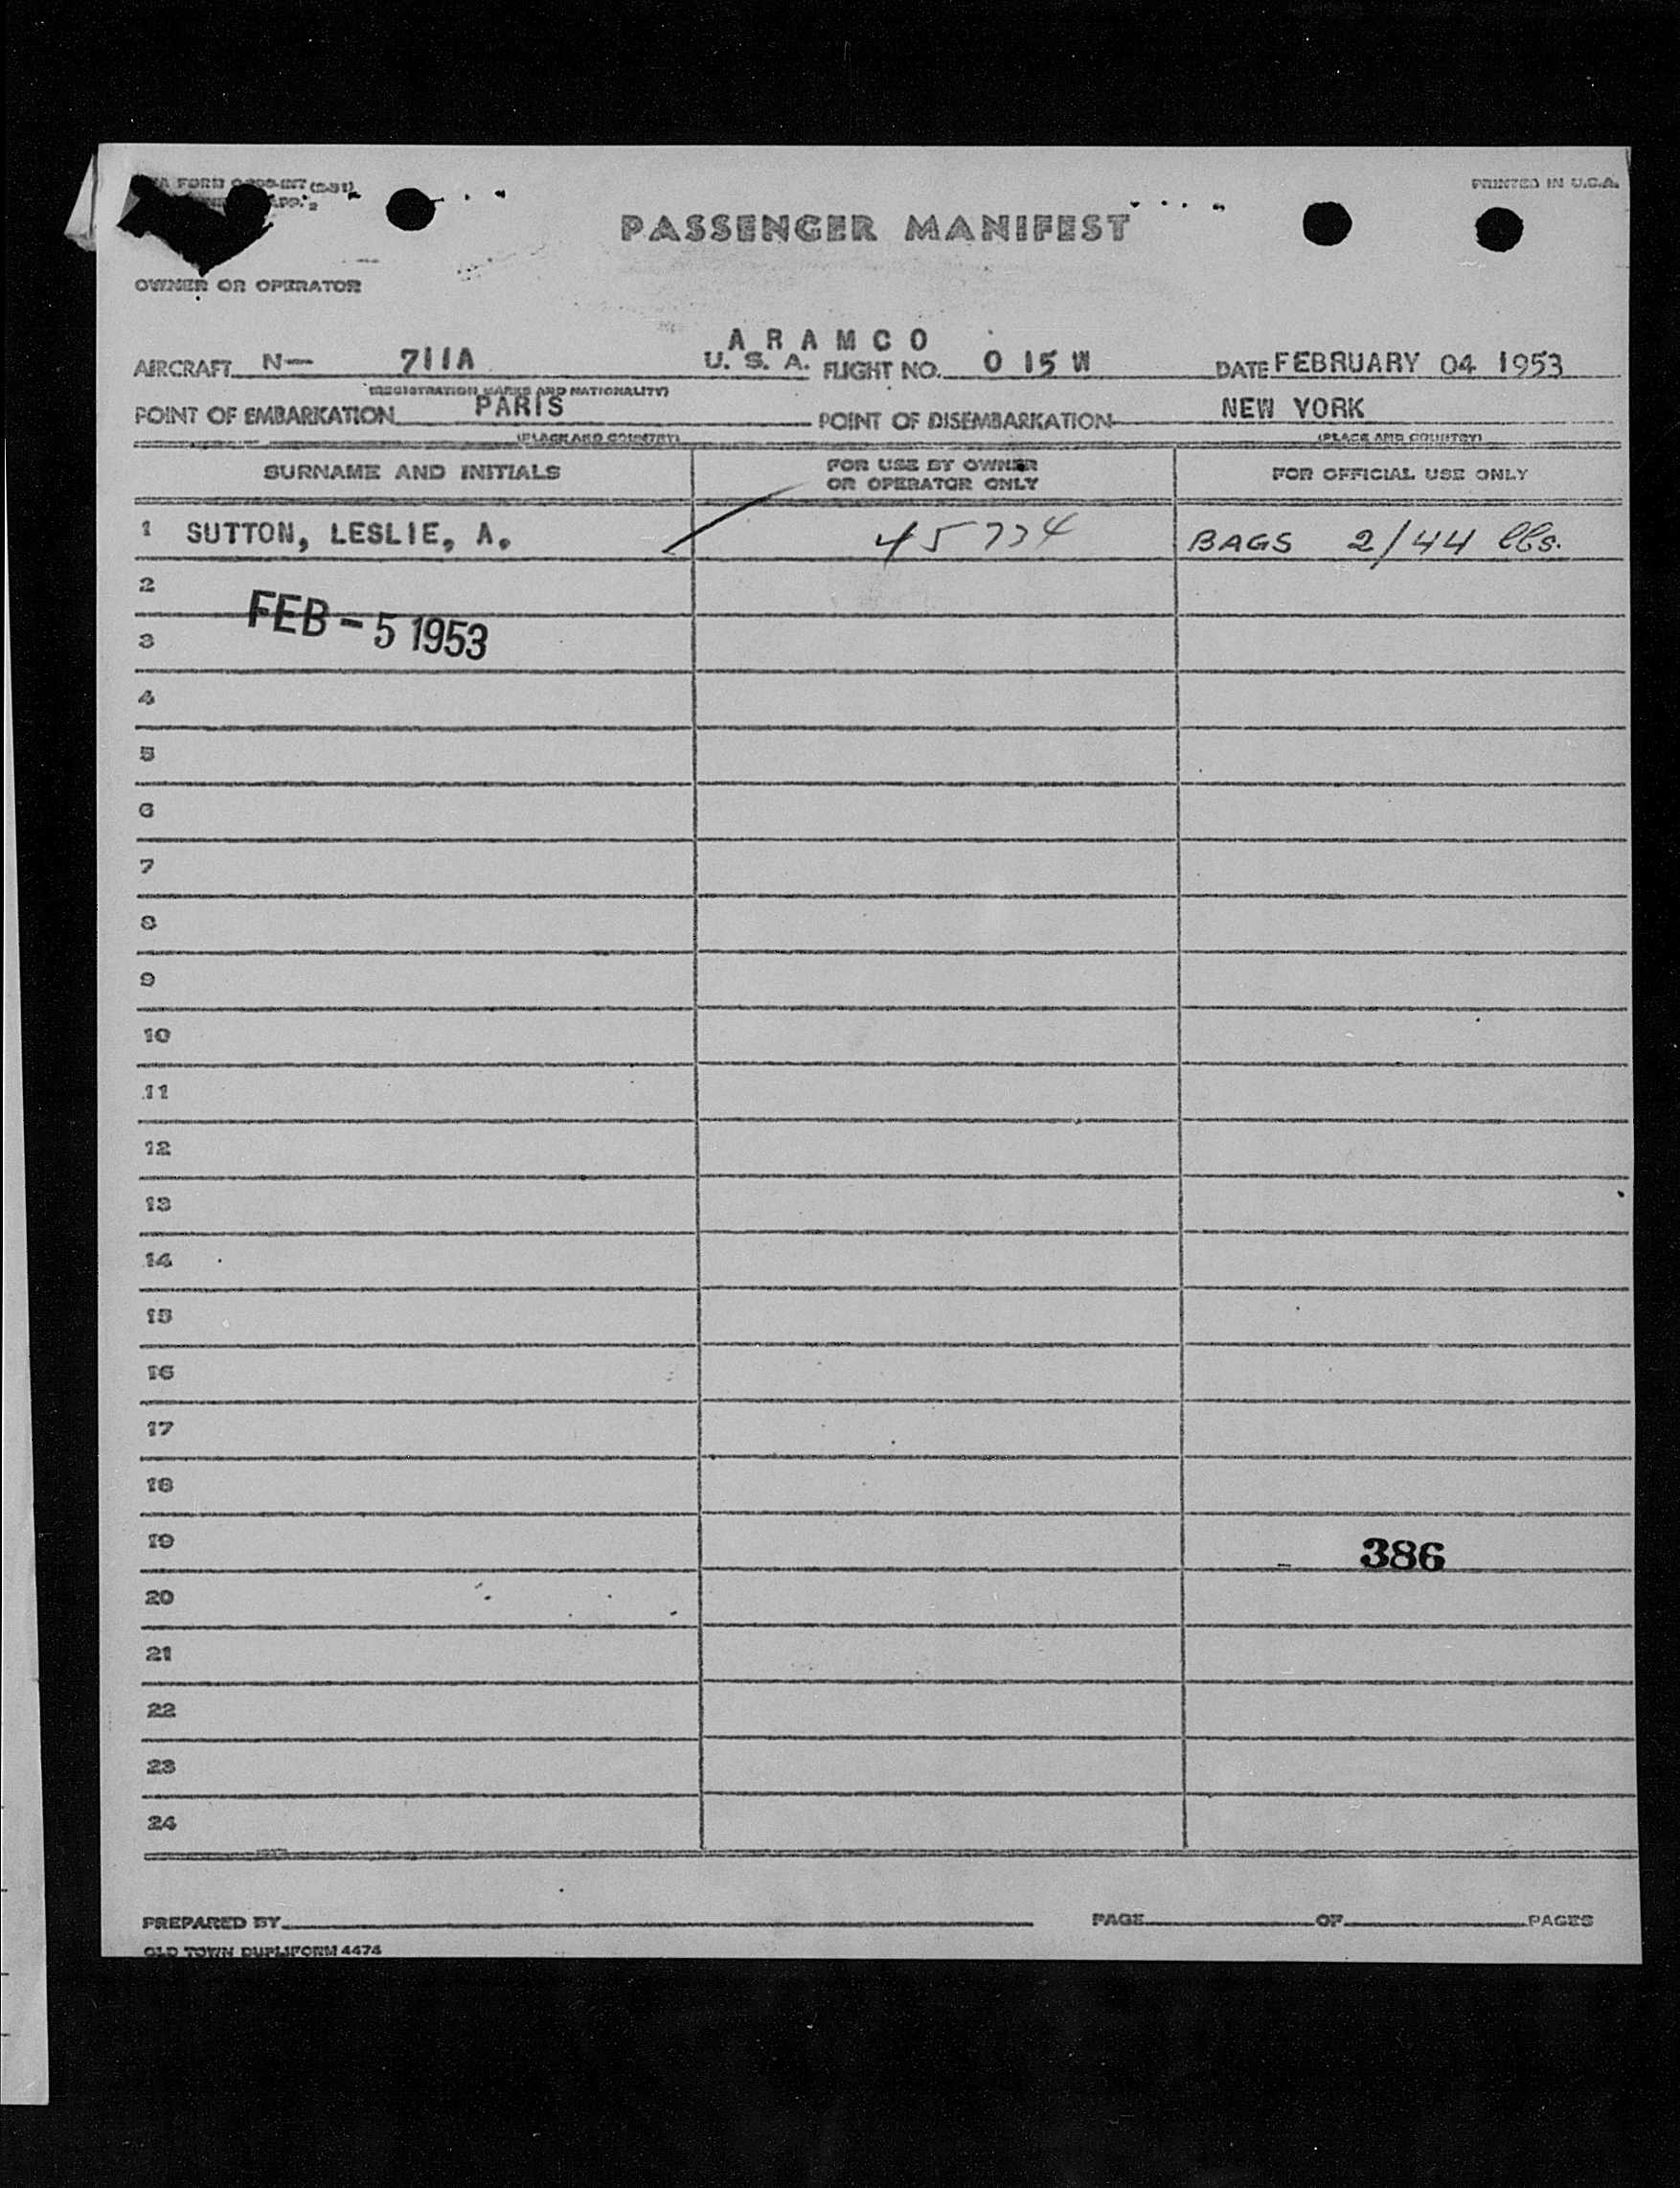 FORM (2-51)
PRINTED IN U.S.A.
PASSENGER MANIFEST
OWNER OR OPERATOR
A R A M C O
AIRCRAFT N— 711A U. S. A. FLIGHT NO. 0 15 W DATE FEBRUARY 04 1953
(REGISTRATION MARKS AND NATIONALITY)
POINT OF EMBARKATION PARIS POINT OF DISEMBARKATION NEW YORK
(PLACE AND COUNTRY) (PLACE AND COUNTRY)
SURNAME AND INITIALS FOR USE BY OWNER OR OPERATOR ONLY FOR OFFICIAL USE ONLY
1 SUTTON, LESLIE, A. 45734 BAGS 2/44 lbs.
2
FEB - 5 1953
3
4
5
6
7
8
9
10
11
12
13
14
15
16
17
18
19 386
20
21
22
23
24
PREPARED BY PAGE OF PAGES
OLD TOWN DUPLIFORM 4474